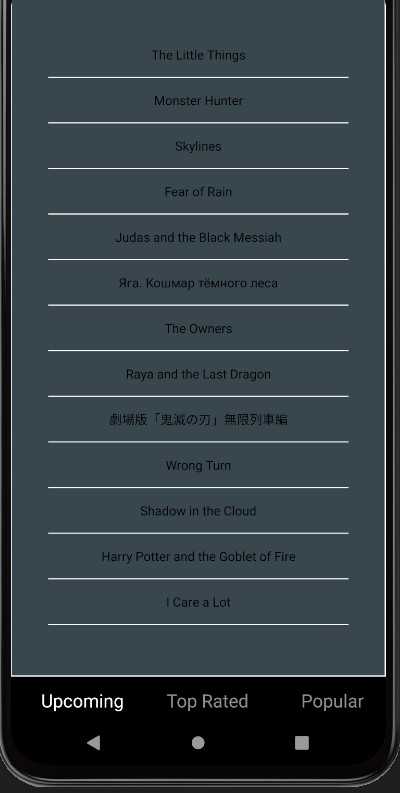 The Little Things
Monster Hunter
Skylines
Fear of Rain
Judas and the Black Messiah
Яга. Кошмар тёмного леса
The Owners
Raya and the Last Dragon
劇場版「鬼滅の刃」無限列車編
Wrong Turn
Shadow in the Cloud
Harry Potter and the Goblet of Fire
I Care a Lot
Upcoming Top Rated Popular